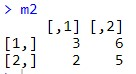 > m2
     [,1] [,2]
[1,]    3    6
[2,]    2    5